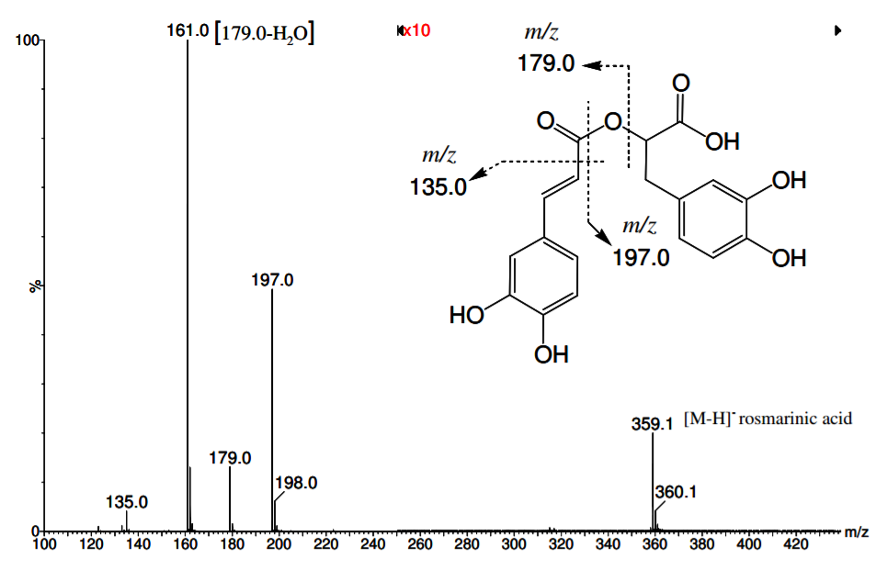 161.0 [179.0-H₂O]
x10
100
%
0
197.0
179.0
198.0
135.0
359.1 [M-H]⁻ rosmarinic acid
360.1
m/z
179.0
O
O
O
OH
m/z
135.0
OH
m/z
197.0
OH
HO
OH
100 120 140 160 180 200 220 240 260 280 300 320 340 360 380 400 420 m/z